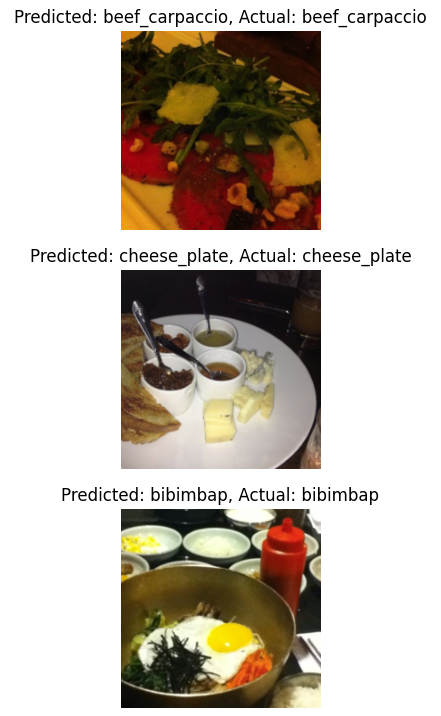 Predicted: beef_carpaccio, Actual: beef_carpaccio
Predicted: cheese_plate, Actual: cheese_plate
Predicted: bibimbap, Actual: bibimbap